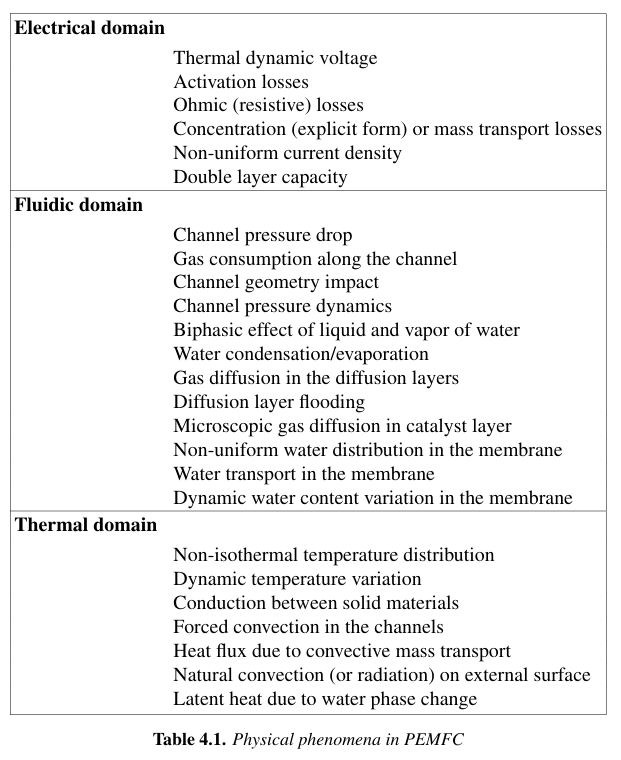 Electrical domain
Thermal dynamic voltage
Activation losses
Ohmic (resistive) losses
Concentration (explicit form) or mass transport losses
Non-uniform current density
Double layer capacity
Fluidic domain
Channel pressure drop
Gas consumption along the channel
Channel geometry impact
Channel pressure dynamics
Biphasic effect of liquid and vapor of water
Water condensation/evaporation
Gas diffusion in the diffusion layers
Diffusion layer flooding
Microscopic gas diffusion in catalyst layer
Non-uniform water distribution in the membrane
Water transport in the membrane
Dynamic water content variation in the membrane
Thermal domain
Non-isothermal temperature distribution
Dynamic temperature variation
Conduction between solid materials
Forced convection in the channels
Heat flux due to convective mass transport
Natural convection (or radiation) on external surface
Latent heat due to water phase change
Table 4.1. Physical phenomena in PEMFC